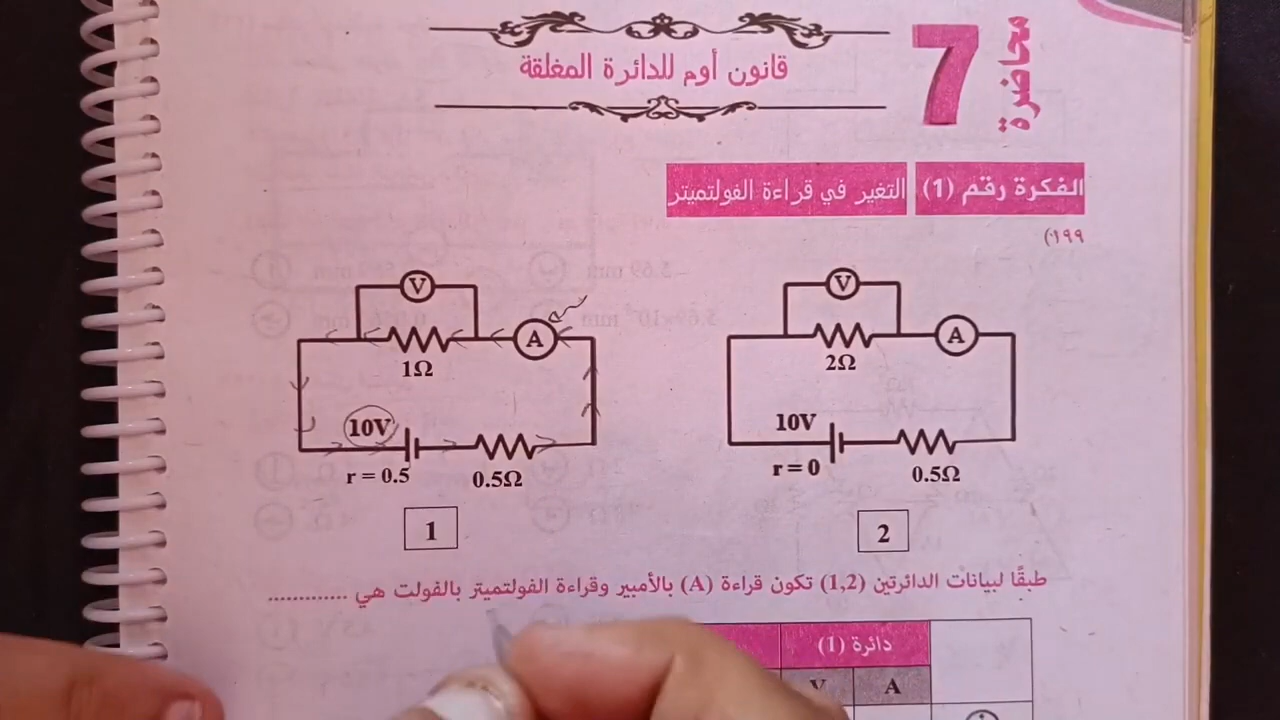 محاضرة 7
قانون أوم للدائرة المغلقة
الفكرة رقم (1) التغير في قراءة الفولتميتر
١٩٩)
V V
A A
1Ω 2Ω
10V 10V
r = 0.5 0.5Ω r = 0 0.5Ω
1 2
طبقًا لبيانات الدائرتين (1,2) تكون قراءة (A) بالأمبير وقراءة الفولتميتر بالفولت هي .............
دائرة (1)
A V